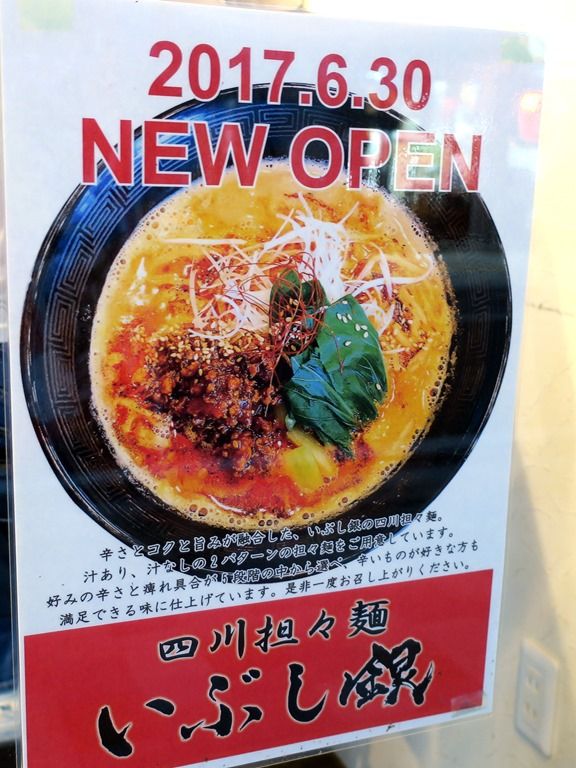 2017.6.30
NEW OPEN
辛さとコクと旨みが融合した、いぶし銀の四川担々麺。
汁あり、汁なしの2パターンの担々麺をご用意しています。
好みの辛さと痺れ具合が5段階の中から選べ、辛いものが好きな方も
満足できる味に仕上げています。是非一度お召し上がりください。
四川担々麺
いぶし銀